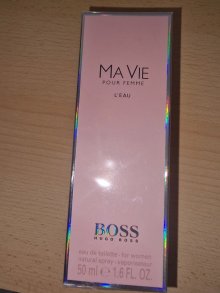 MA VIE
POUR FEMME
L'EAU
BOSS
HUGO BOSS
eau de toilette · for women
natural spray · vaporisateur
50 ml e 1.6 FL. OZ.